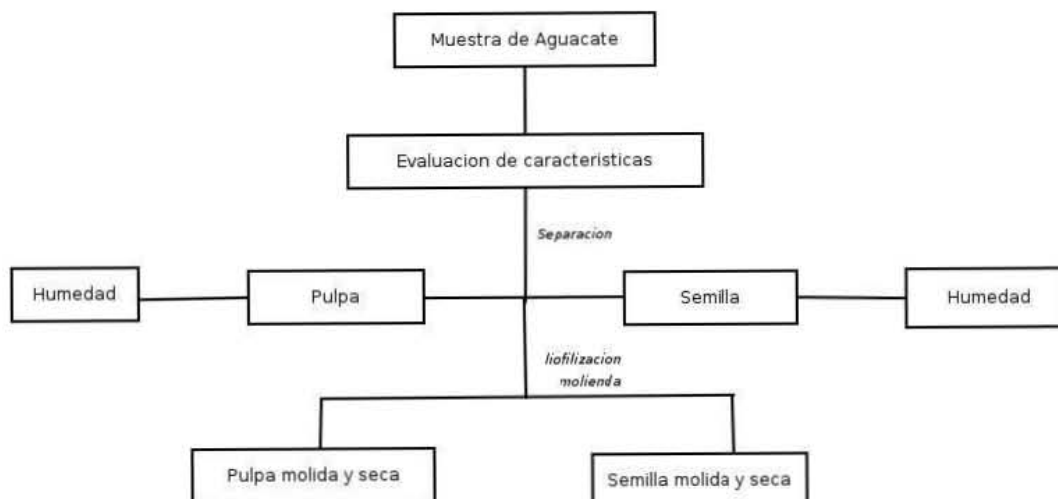 Muestra de Aguacate
Evaluacion de caracteristicas
Separacion
Humedad
Pulpa
Semilla
Humedad
liofilizacion
molienda
Pulpa molida y seca
Semilla molida y seca